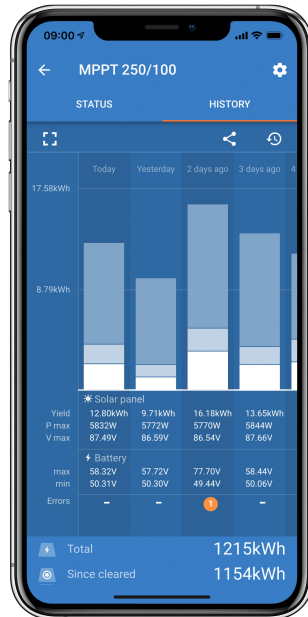 09:00
MPPT 250/100
STATUS HISTORY
Today Yesterday 2 days ago 3 days ago 4
17.58kWh
8.79kWh
Solar panel
Yield 12.80kWh 9.71kWh 16.18kWh 13.65kWh
P max 5832W 5772W 5770W 5844W
V max 87.49V 86.59V 86.54V 87.66V
Battery
max 58.32V 57.72V 77.70V 58.44V
min 50.31V 50.30V 49.44V 50.06V
Errors - - 1 -
Total 1215kWh
Since cleared 1154kWh